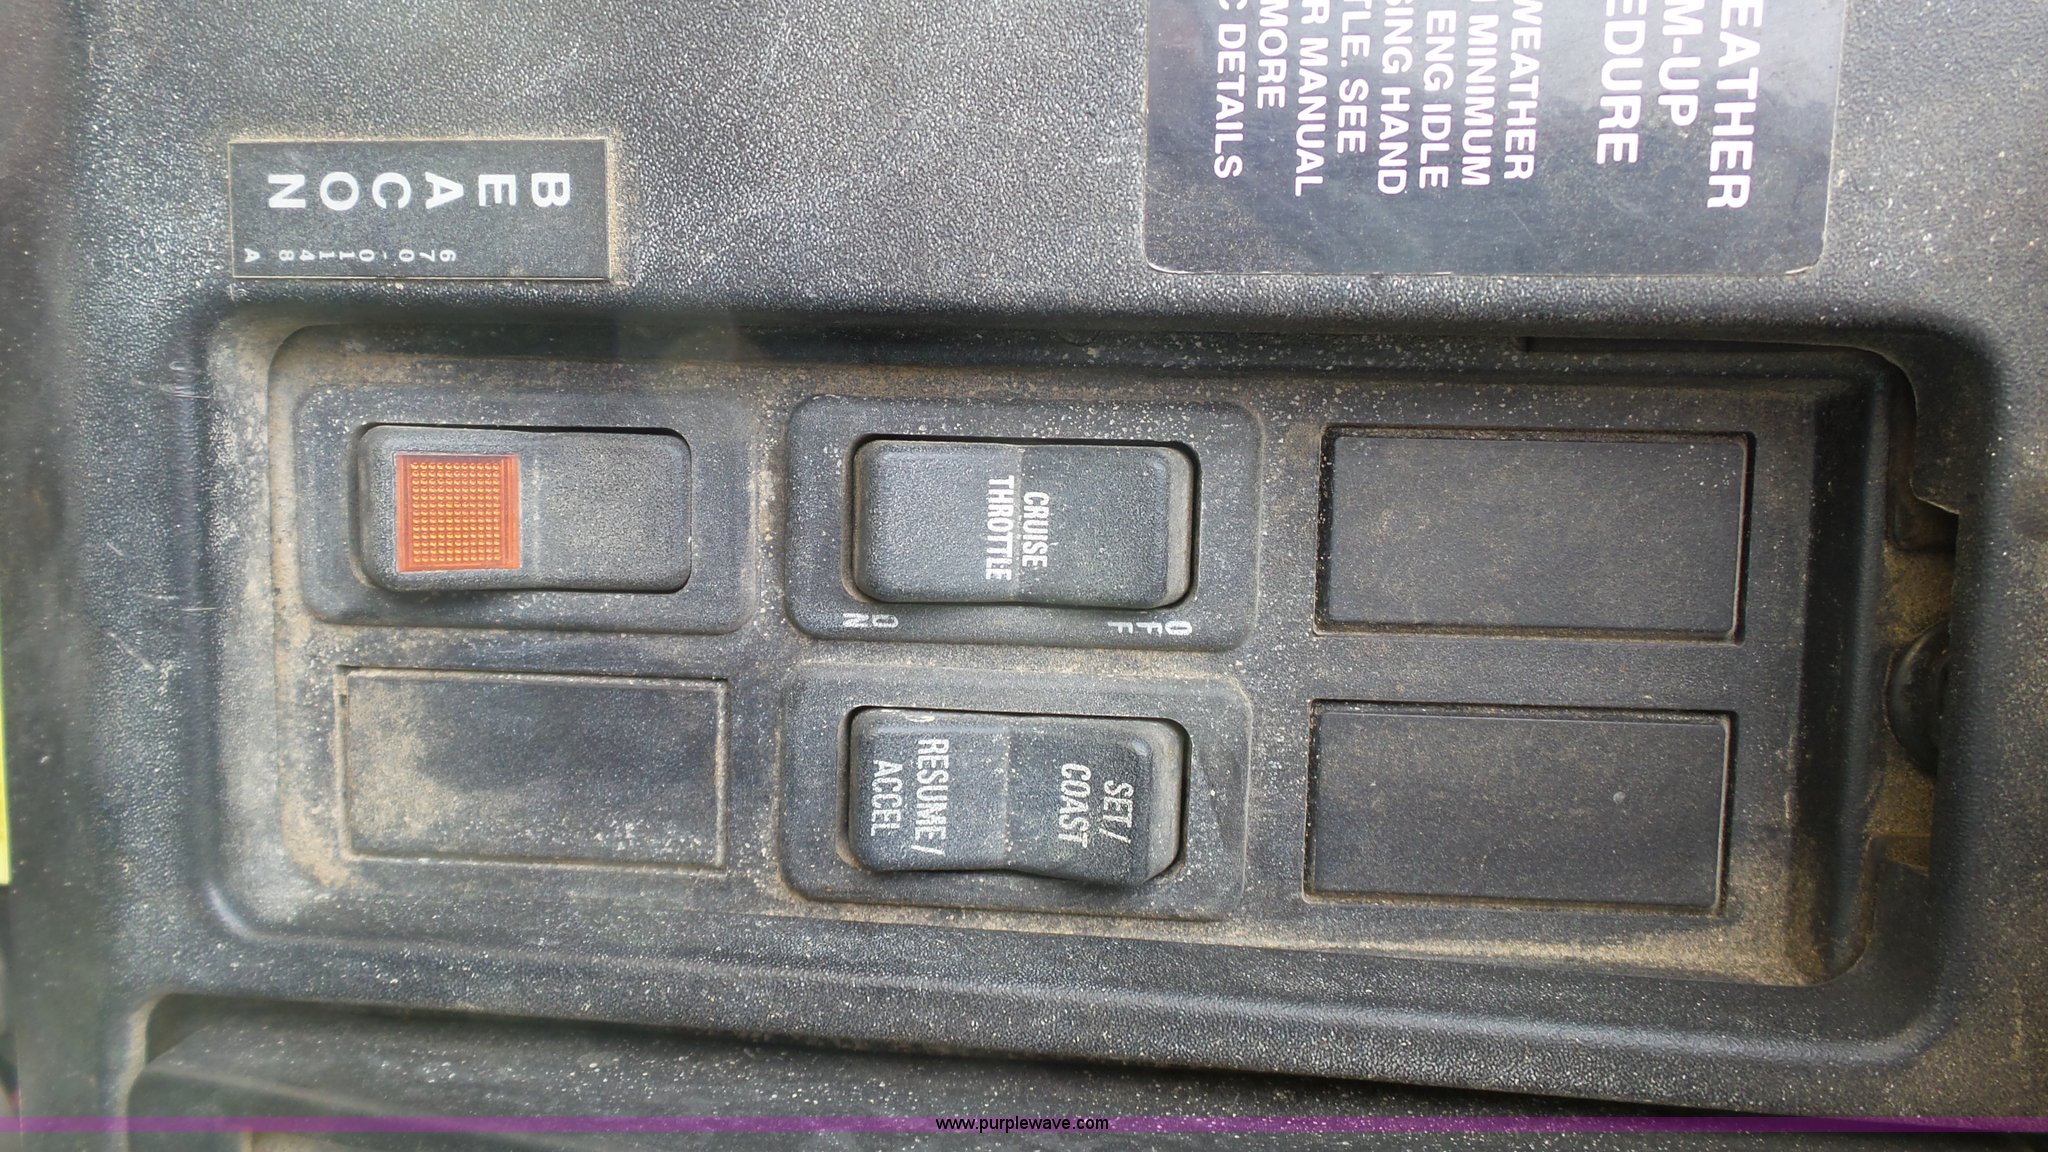 EATHER
M-UP
EDURE
WEATHER
MINIMUM
ENG IDLE
SING HAND
TLE. SEE
R MANUAL
MORE
C DETAILS
BEACON
670-01148 A
OFF
CRUISE
THROTTLE
ON
SET/
COAST
RESUME/
ACCEL
www.purplewave.com